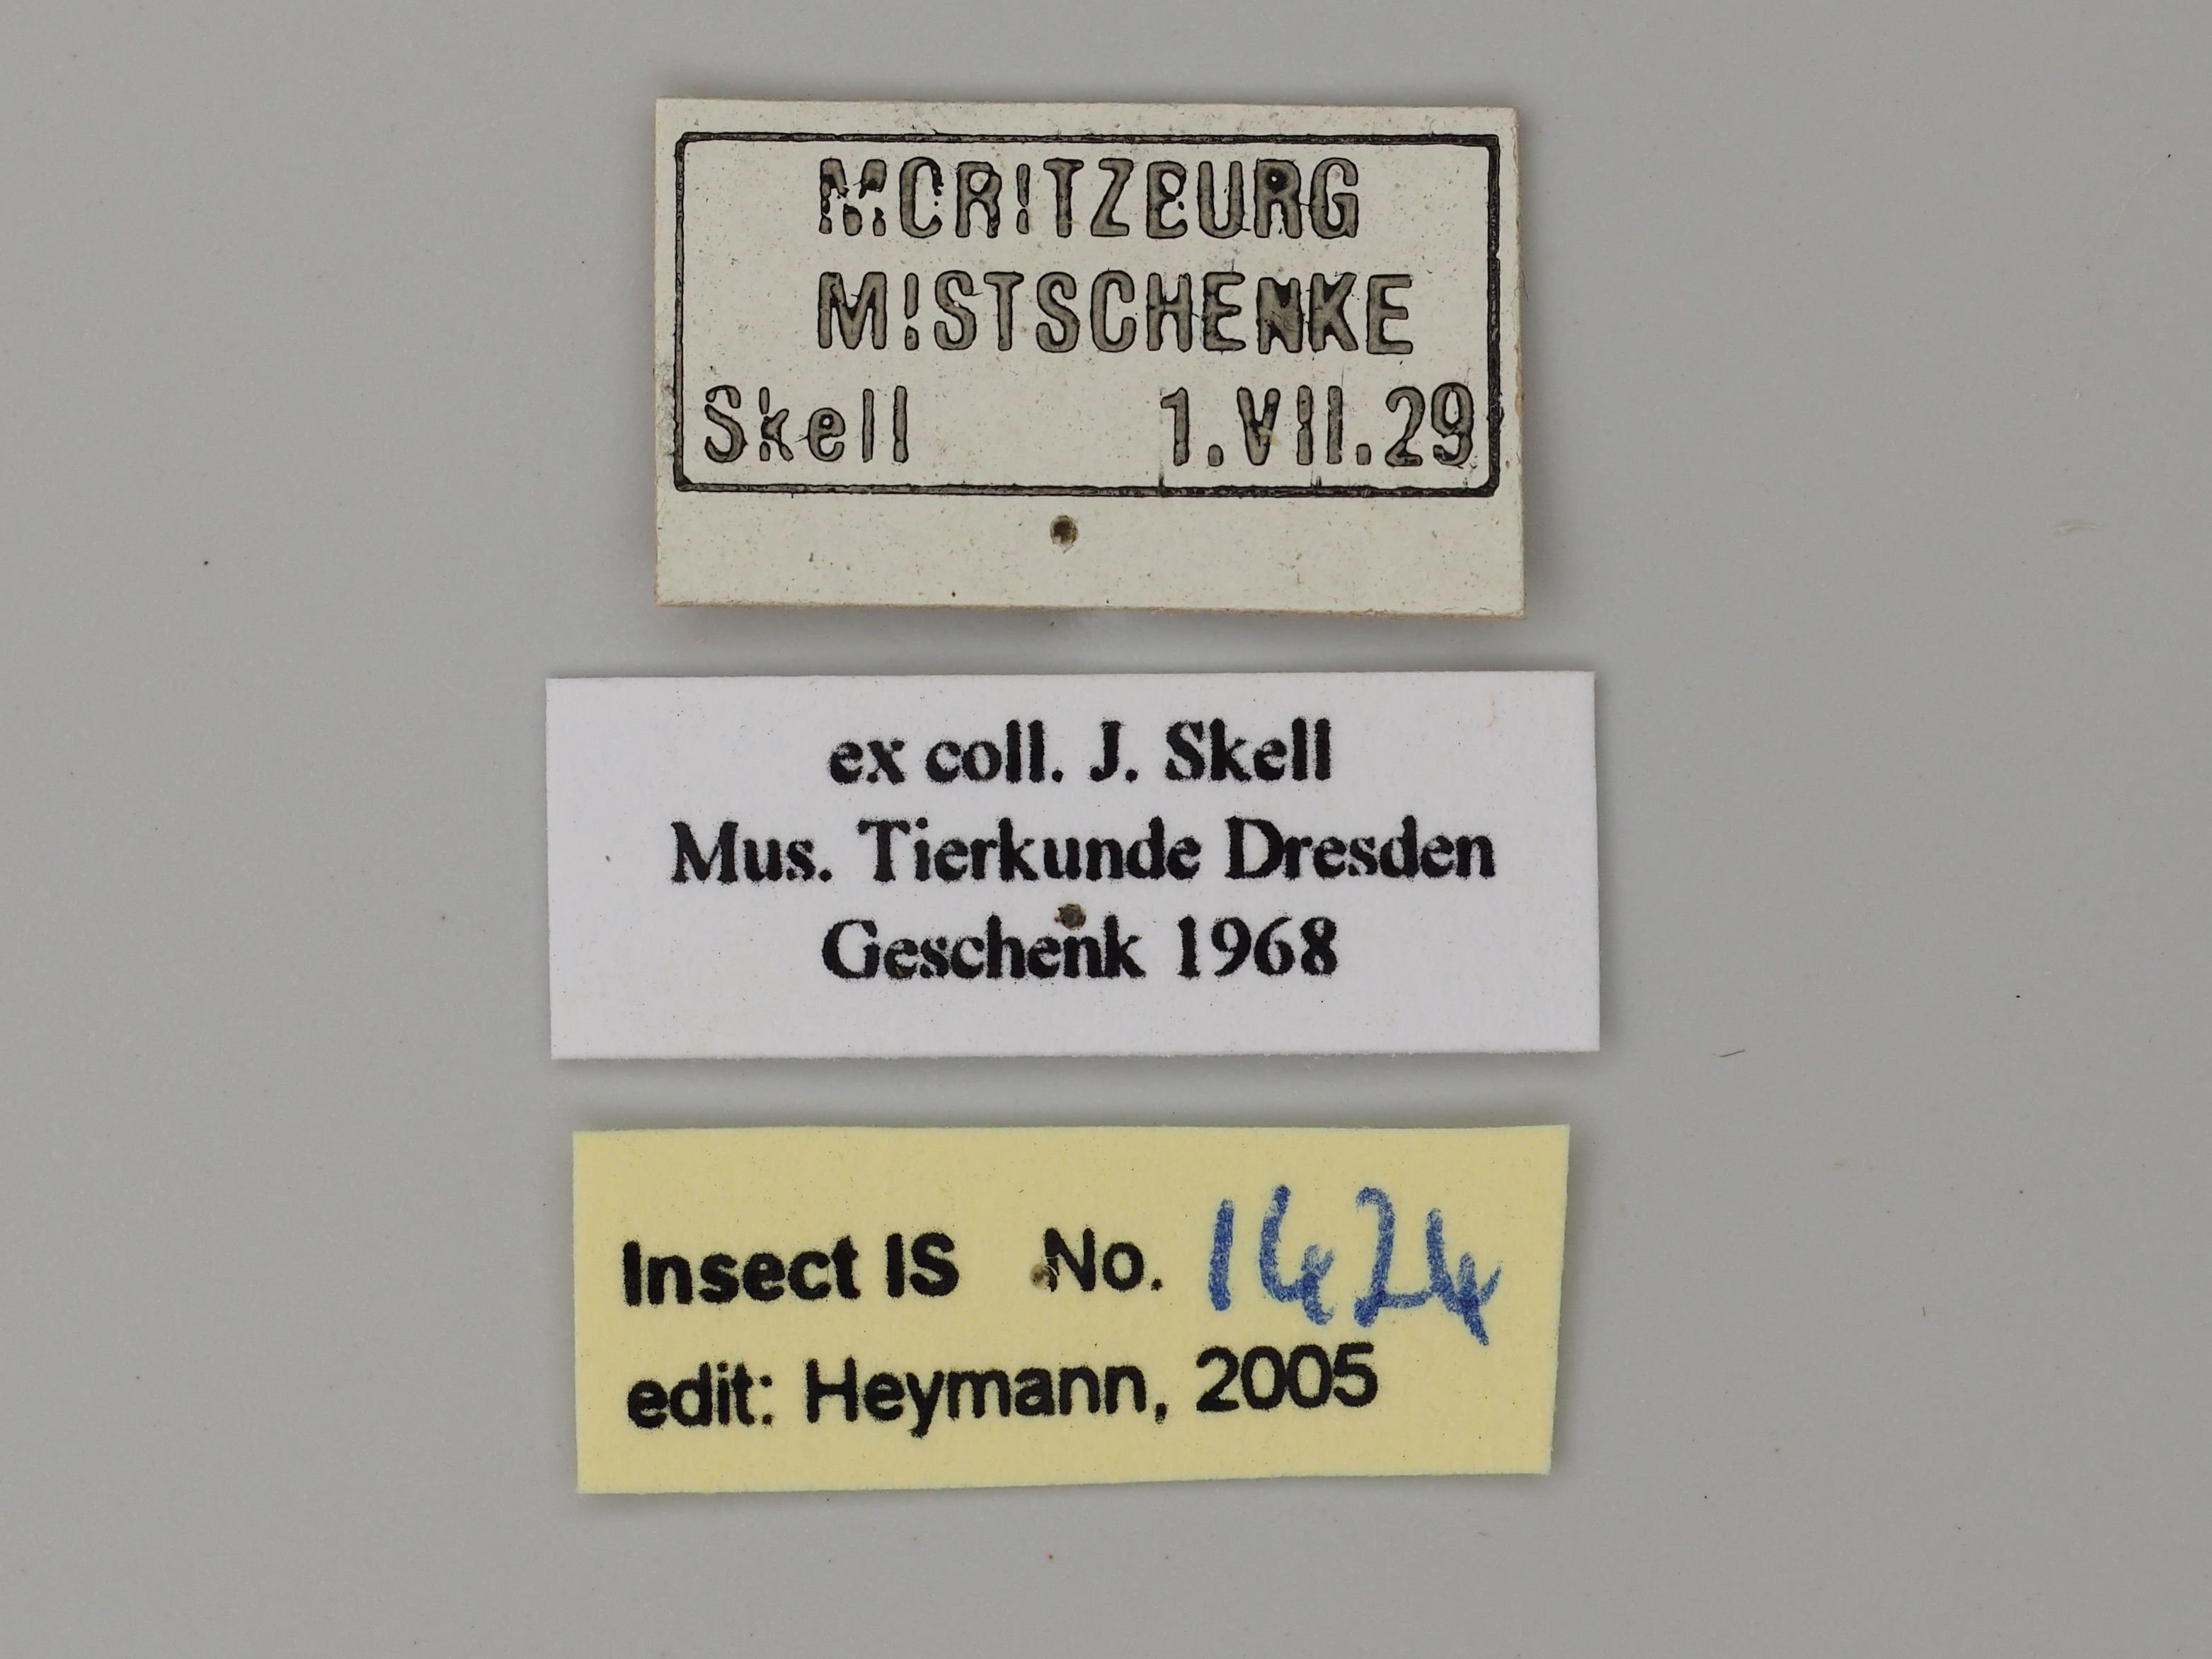 MORITZBURG
MISTSCHENKE
Skell 1.VII.29
ex coll. J. Skell
Mus. Tierkunde Dresden
Geschenk 1968
Insect IS No. 1424
edit: Heymann, 2005